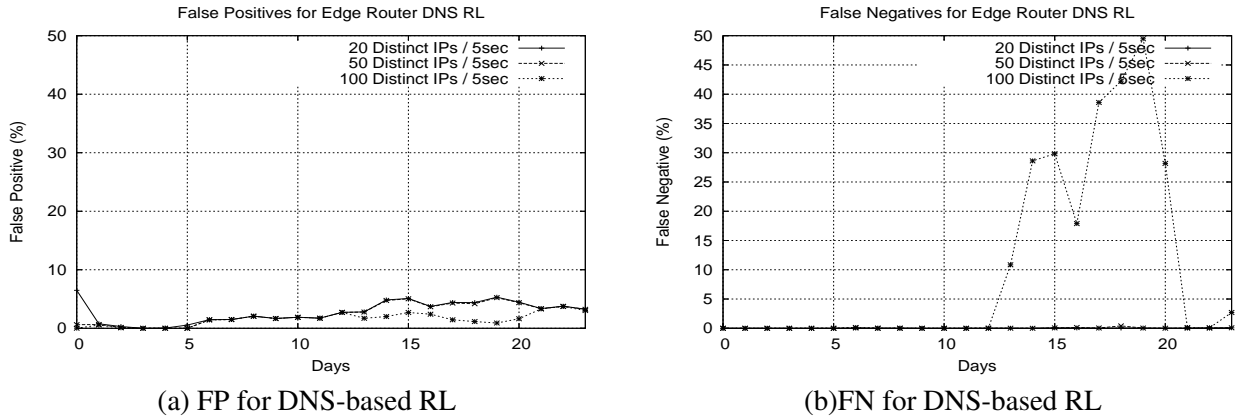 False Positives for Edge Router DNS RL
50
40
30
20
10
0
False Positive (%)
20 Distinct IPs / 5sec
50 Distinct IPs / 5sec
100 Distinct IPs / 5sec
0 5 10 15 20
Days
(a) FP for DNS-based RL
False Negatives for Edge Router DNS RL
50
45
40
35
30
25
20
15
10
5
0
False Negative (%)
20 Distinct IPs / 5sec
50 Distinct IPs / 5sec
100 Distinct IPs / 5sec
0 5 10 15 20
Days
(b)FN for DNS-based RL